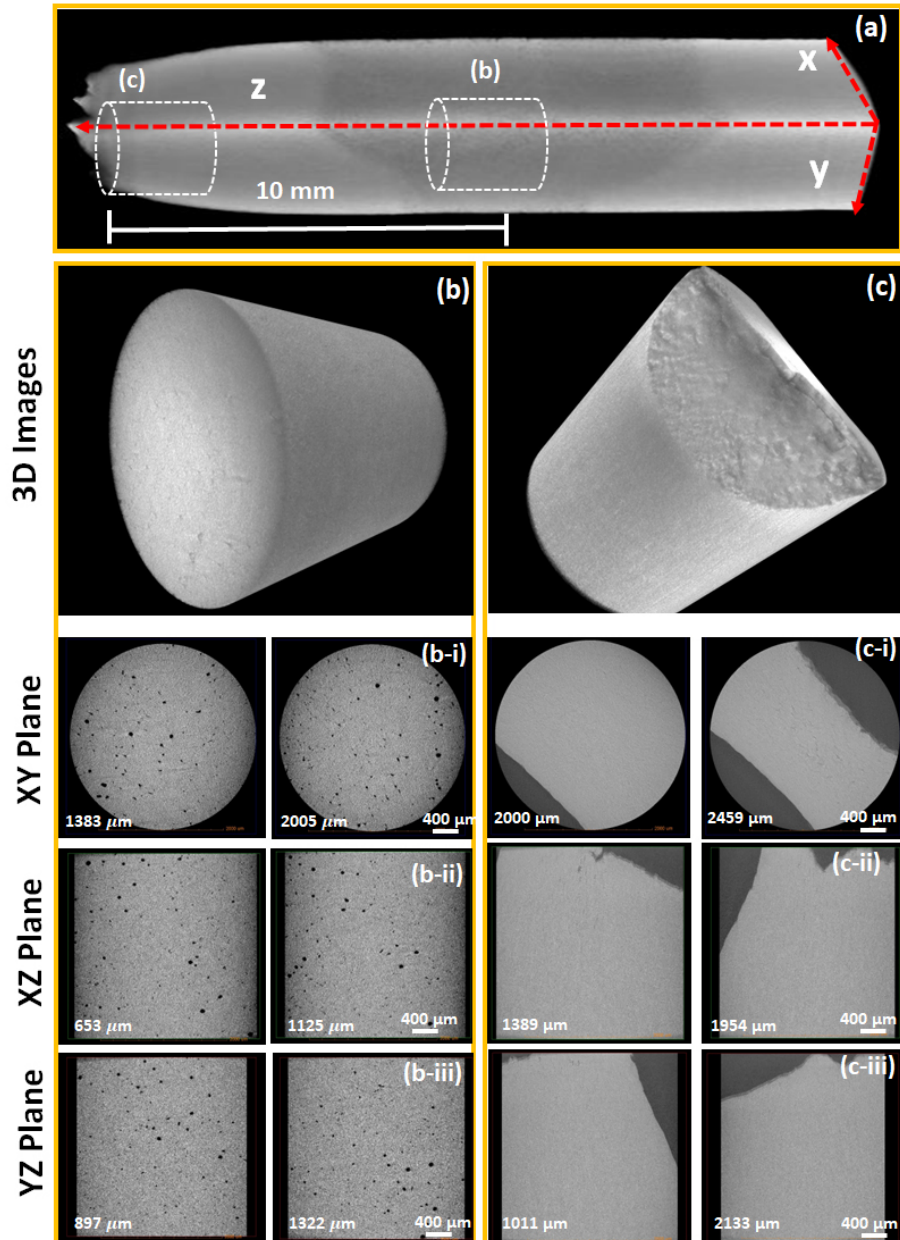 (a)
x
(c)
(b)
z
y
10 mm
3D Images
(b)
(c)
XY Plane
(b-i)
(c-i)
1383 μm
2005 μm
400 μm
2000 μm
2459 μm
400 μm
XZ Plane
(b-ii)
(c-ii)
653 μm
1125 μm
400 μm
1389 μm
1954 μm
400 μm
YZ Plane
(b-iii)
(c-iii)
897 μm
1322 μm
400 μm
1011 μm
2133 μm
400 μm